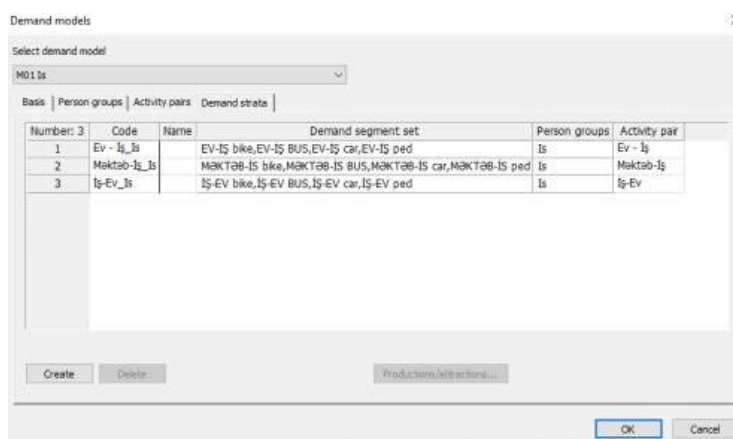 Demand models
Select demand model
M01 Is
Basis Person groups Activity pairs Demand strata
Number: 3 Code Name Demand segment set Person groups Activity pair
1 Ev - İş_Is EV-İŞ bike,EV-İŞ BUS,EV-İŞ car,EV-İŞ ped Is Ev - İş
2 Məktəb-İş_Is MƏKTƏB-İS bike,MƏKTƏB-İS BUS,MƏKTƏB-İS car,MƏKTƏB-İS ped Is Məktəb-İş
3 İş-Ev_Is İŞ-EV bike,İŞ-EV BUS,İŞ-EV car,İŞ-EV ped Is İş-Ev
Create Delete Productions/attractions...
OK Cancel